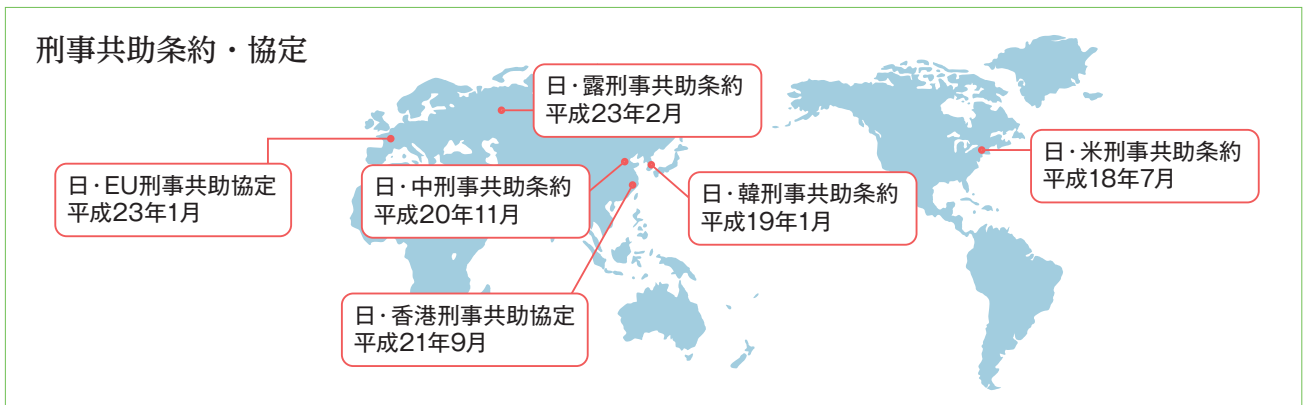 刑事共助条約・協定
日・露刑事共助条約
平成23年2月
日・EU刑事共助協定
平成23年1月
日・中刑事共助条約
平成20年11月
日・韓刑事共助条約
平成19年1月
日・米刑事共助条約
平成18年7月
日・香港刑事共助協定
平成21年9月